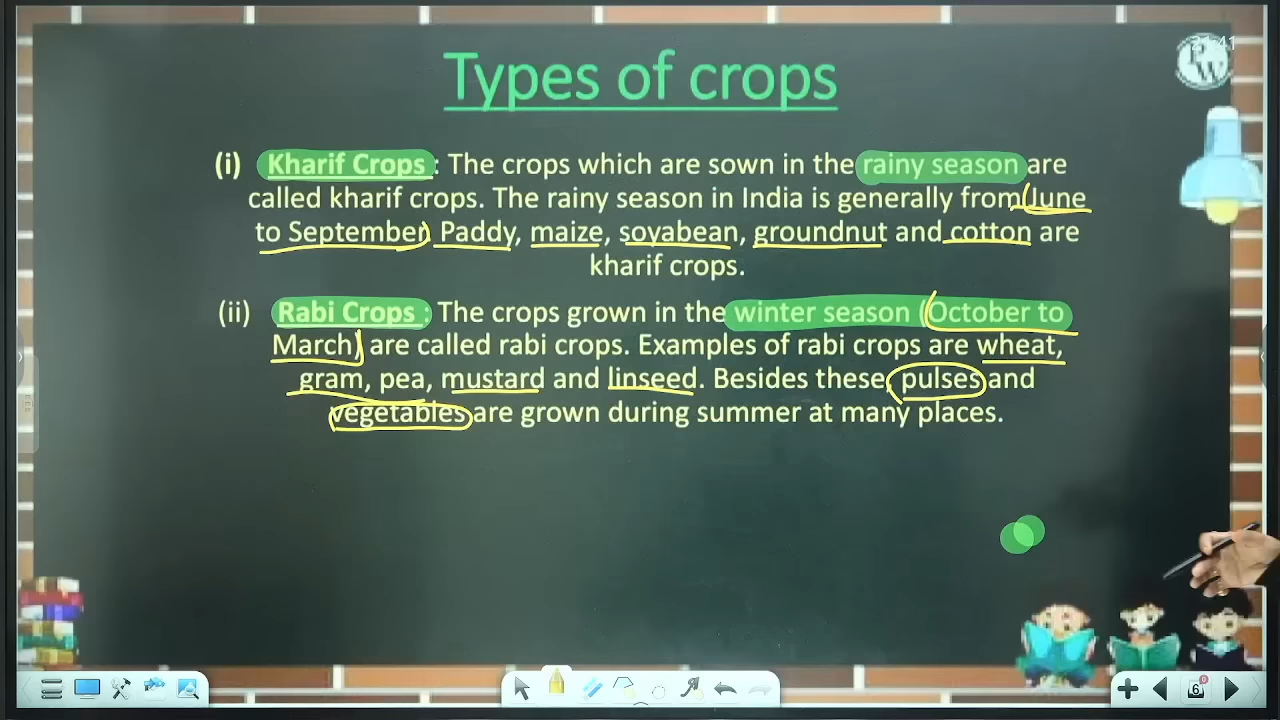 21:41
PW
Types of crops
(i) Kharif Crops : The crops which are sown in the rainy season are
called kharif crops. The rainy season in India is generally from June
to September) Paddy, maize, soyabean, groundnut and cotton are
kharif crops.
(ii) Rabi Crops : The crops grown in the winter season (October to
March) are called rabi crops. Examples of rabi crops are wheat,
gram, pea, mustard and linseed. Besides these, pulses and
vegetables are grown during summer at many places.
6